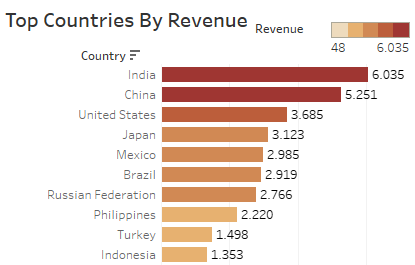 Top Countries By Revenue
Revenue
48 6.035
Country
India 6.035
China 5.251
United States 3.685
Japan 3.123
Mexico 2.985
Brazil 2.919
Russian Federation 2.766
Philippines 2.220
Turkey 1.498
Indonesia 1.353